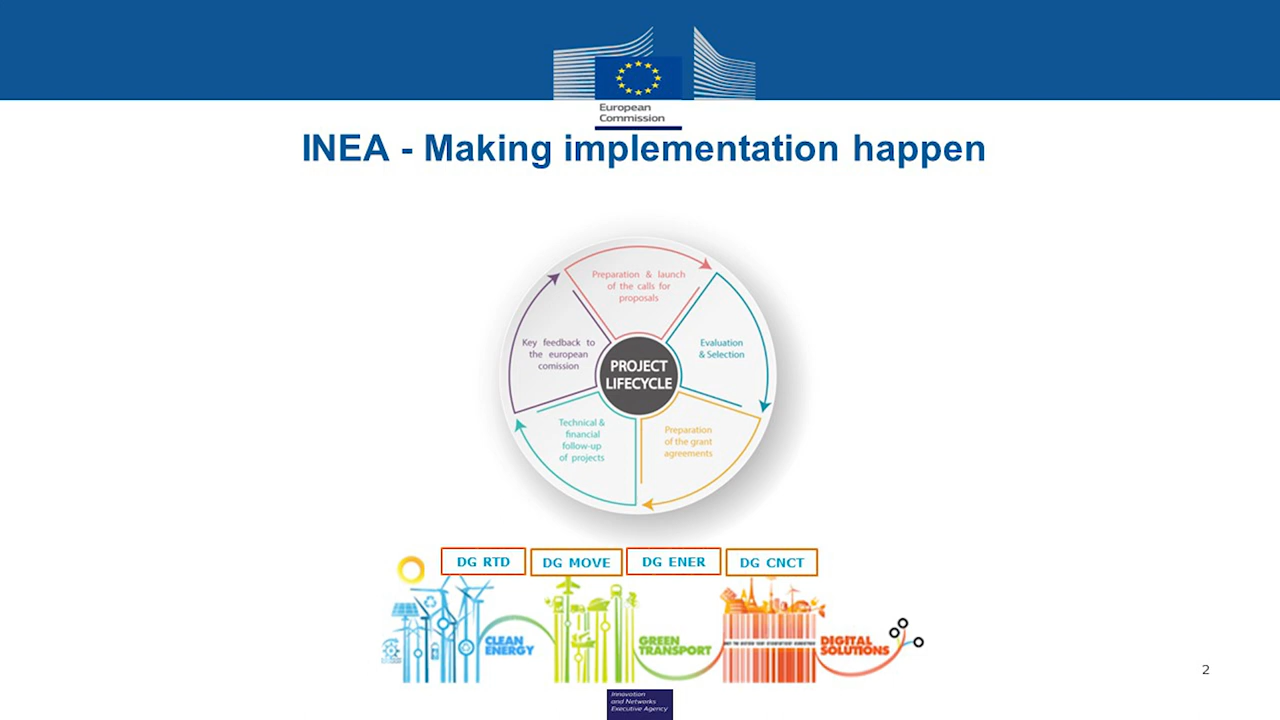 European
Commission
INEA - Making implementation happen
Preparation & launch
of the calls for
proposals
Evaluation
& Selection
Preparation
of the grant
agreements
Technical &
financial
follow-up
of projects
Key feedback to
the european
comission
PROJECT
LIFECYCLE
DG RTD
DG MOVE
DG ENER
DG CNCT
CLEAN
ENERGY
GREEN
TRANSPORT
DIGITAL
SOLUTIONS
2
Innovation
and Networks
Executive Agency